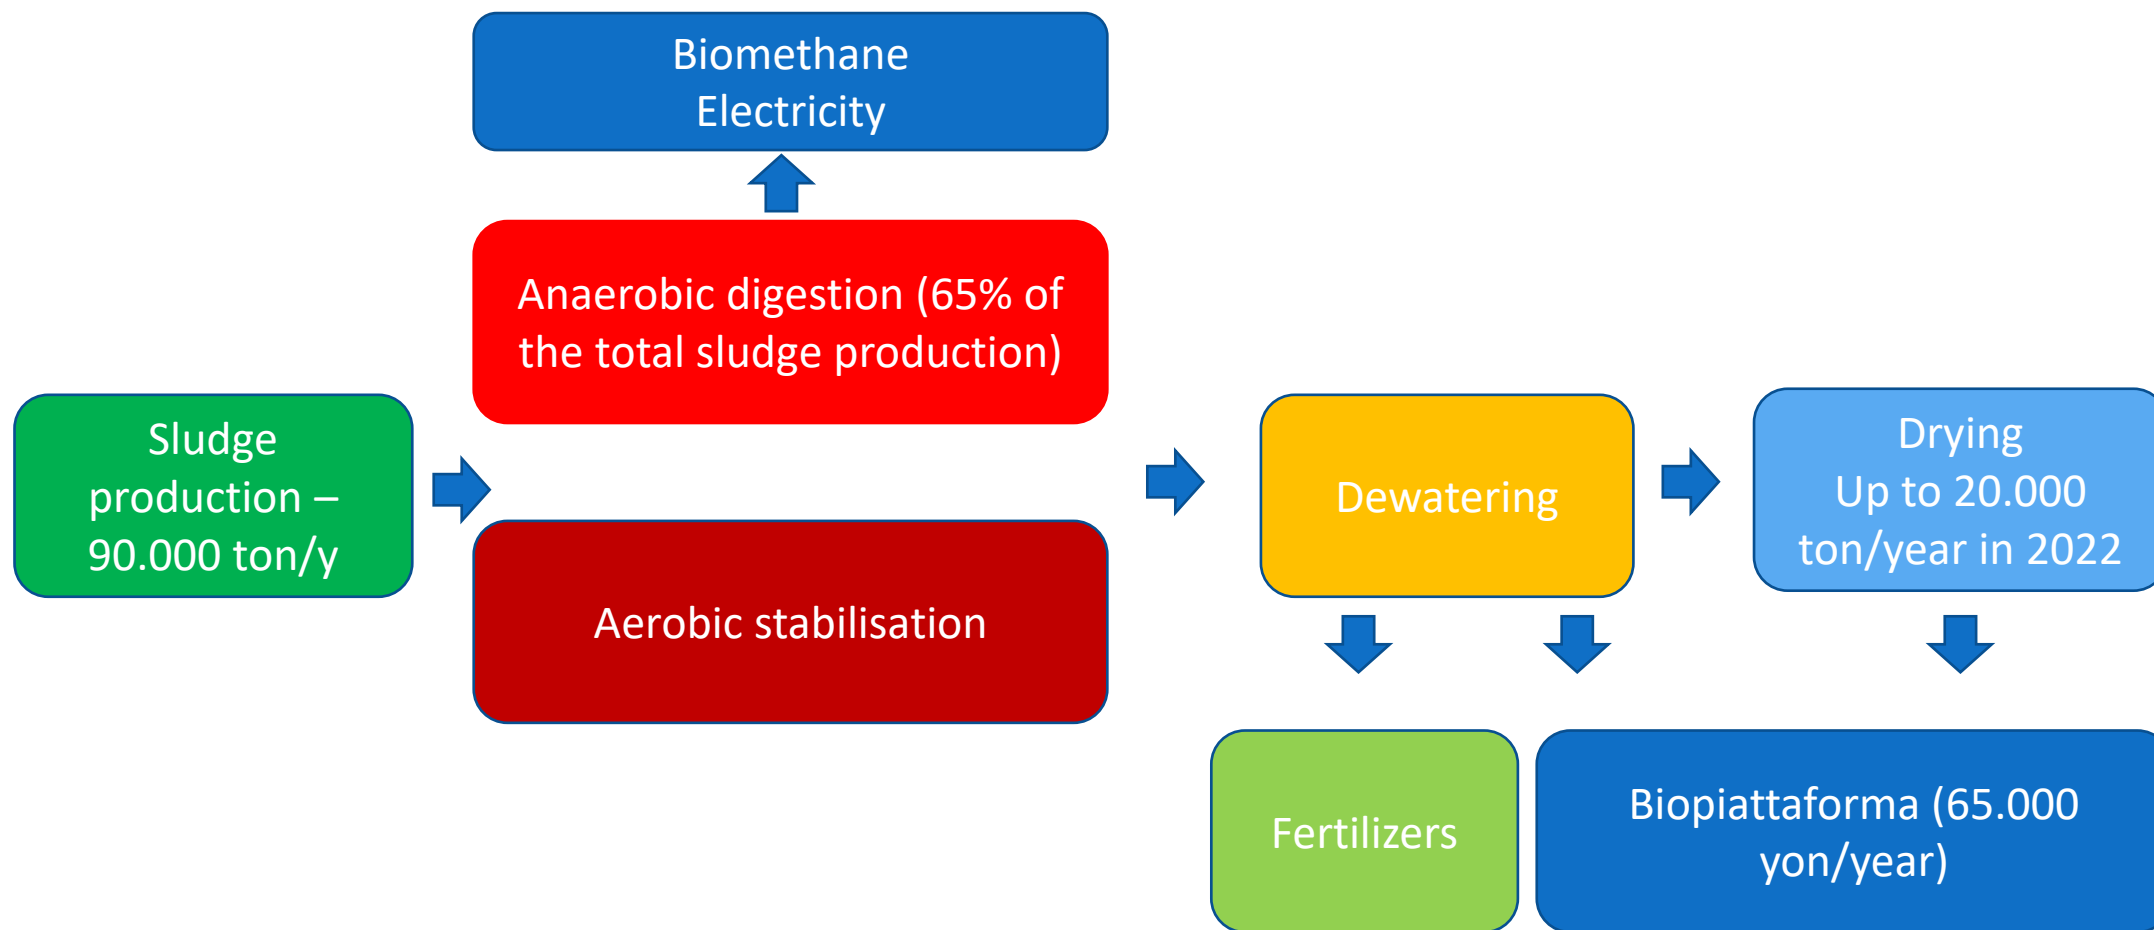 Biomethane
Electricity
Anaerobic digestion (65% of
the total sludge production)
Sludge
production –
90.000 ton/y
Aerobic stabilisation
Dewatering
Drying
Up to 20.000
ton/year in 2022
Fertilizers
Biopiattaforma (65.000
yon/year)